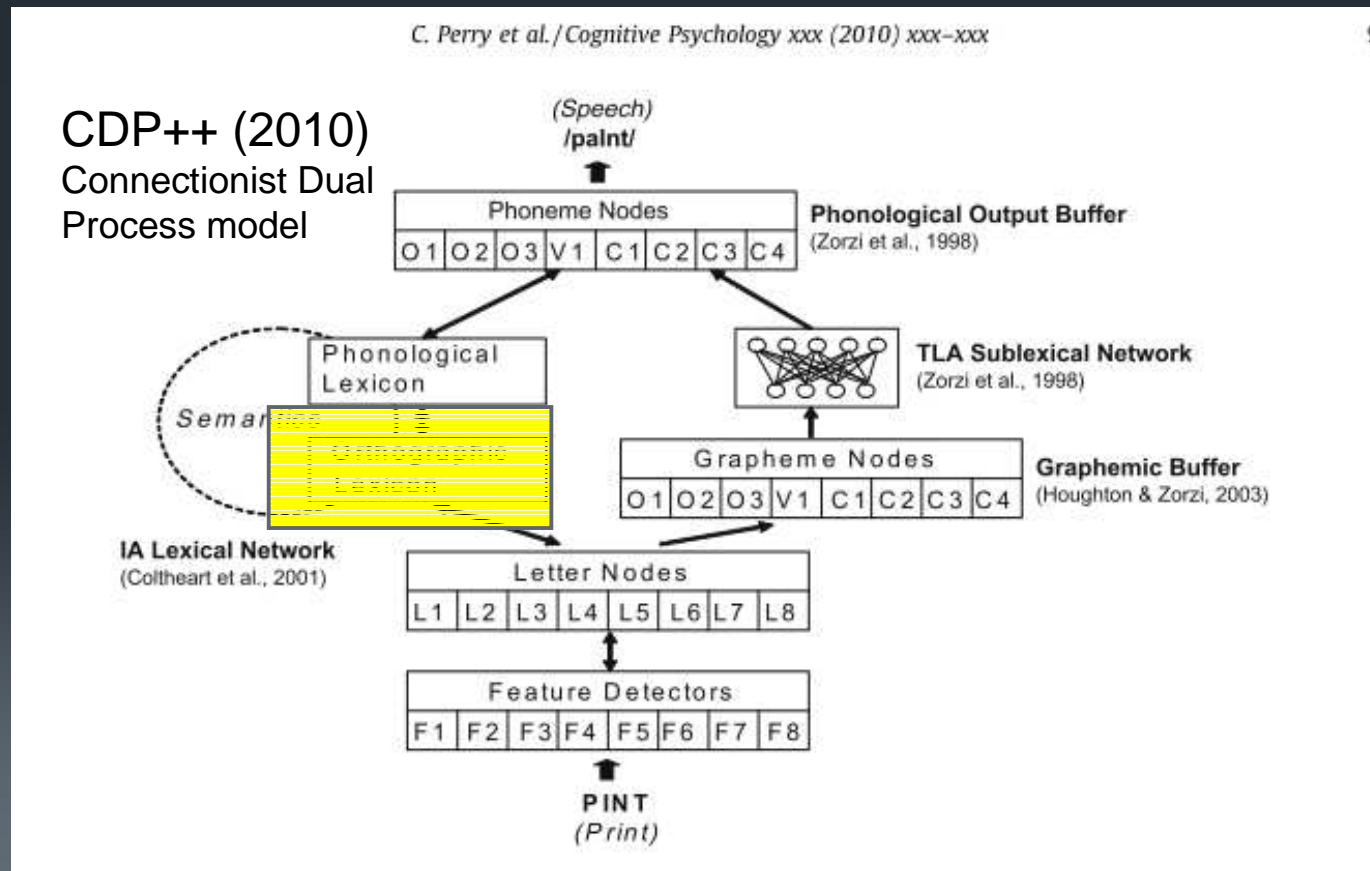 C. Perry et al. / Cognitive Psychology xxx (2010) xxx–xxx
CDP++ (2010)
Connectionist Dual
Process model
(Speech)
/paInt/
Phoneme Nodes
O1 O2 O3 V1 C1 C2 C3 C4
Phonological Output Buffer
(Zorzi et al., 1998)
Phonological
Lexicon
TLA Sublexical Network
(Zorzi et al., 1998)
Grapheme Nodes
O1 O2 O3 V1 C1 C2 C3 C4
Graphemic Buffer
(Houghton & Zorzi, 2003)
IA Lexical Network
(Coltheart et al., 2001)
Letter Nodes
L1 L2 L3 L4 L5 L6 L7 L8
Feature Detectors
F1 F2 F3 F4 F5 F6 F7 F8
PINT
(Print)